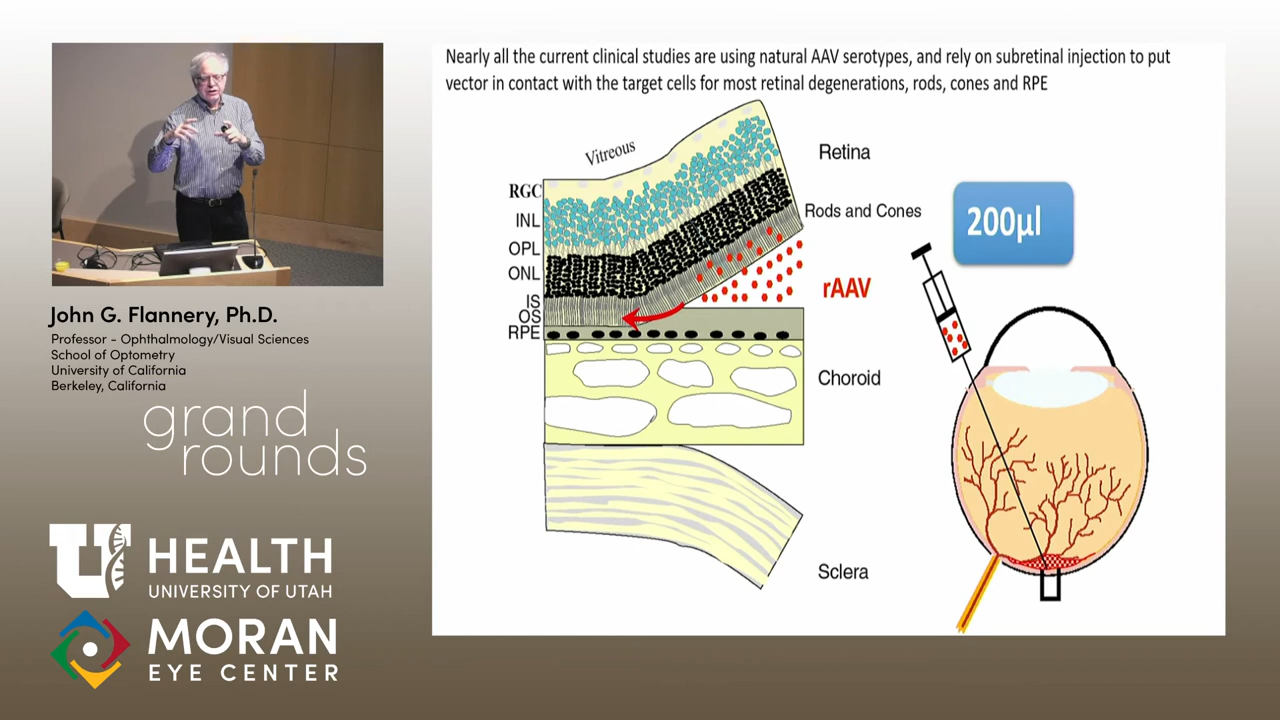 Nearly all the current clinical studies are using natural AAV serotypes, and rely on subretinal injection to put
vector in contact with the target cells for most retinal degenerations, rods, cones and RPE
Vitreous
RGC
INL
OPL
ONL
IS
OS
RPE
Retina
Rods and Cones
rAAV
Choroid
Sclera
200µl
John G. Flannery, Ph.D.
Professor - Ophthalmology/Visual Sciences
School of Optometry
University of California
Berkeley, California
grand
rounds
U HEALTH
UNIVERSITY OF UTAH
MORAN
EYE CENTER